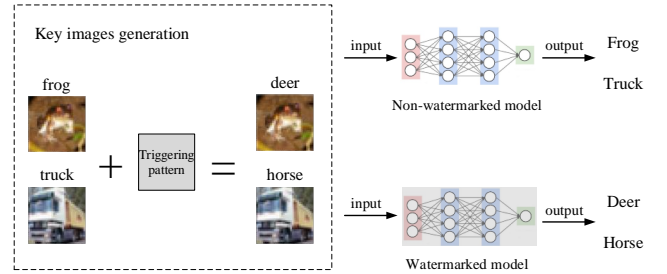 Key images generation
frog
deer
+
Triggering
pattern
=
truck
horse
input
output
Frog
Truck
Non-watermarked model
input
output
Deer
Horse
Watermarked model